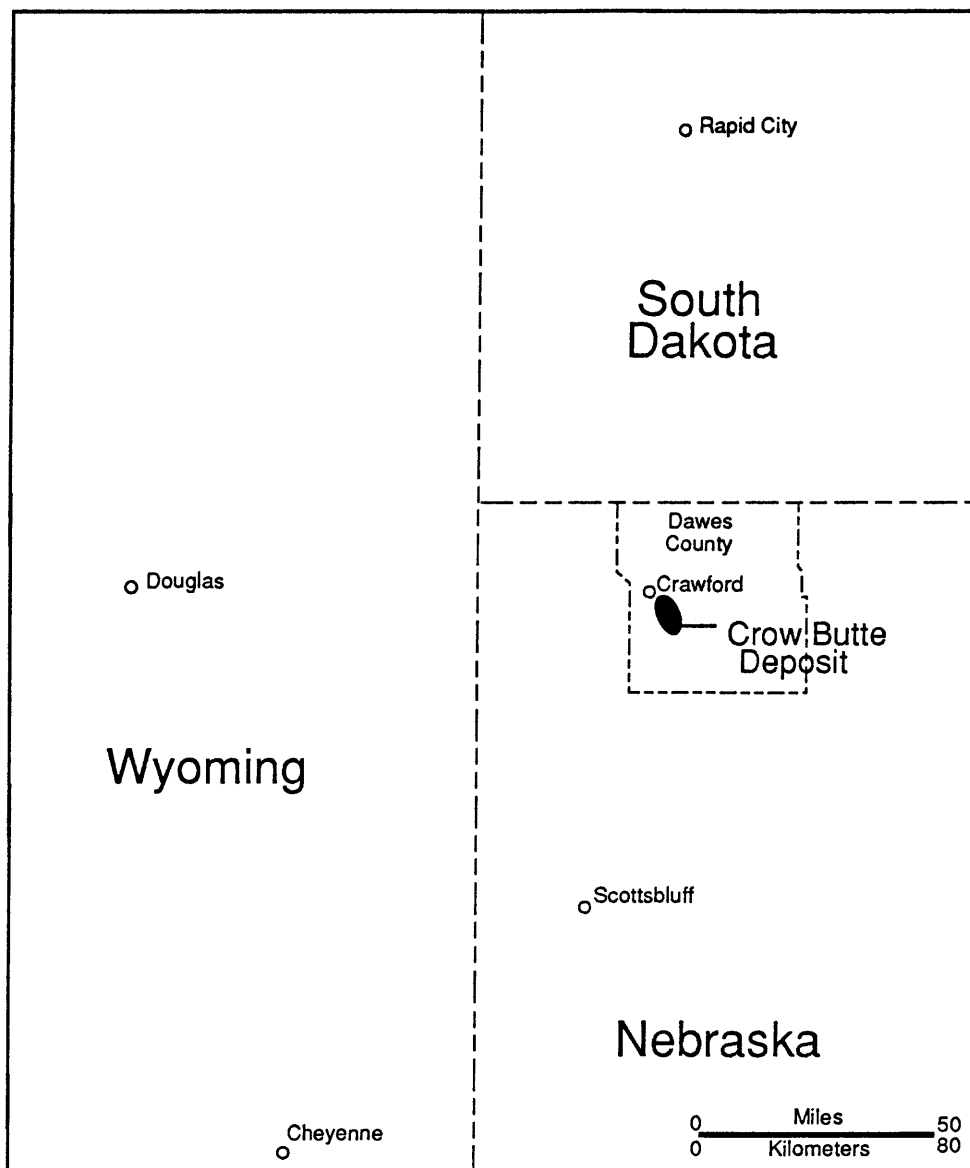 Rapid City
South
Dakota
Dawes
County
Douglas
Crawford
Crow Butte
Deposit
Wyoming
Scottsbluff
Nebraska
0 Miles 50
0 Kilometers 80
Cheyenne